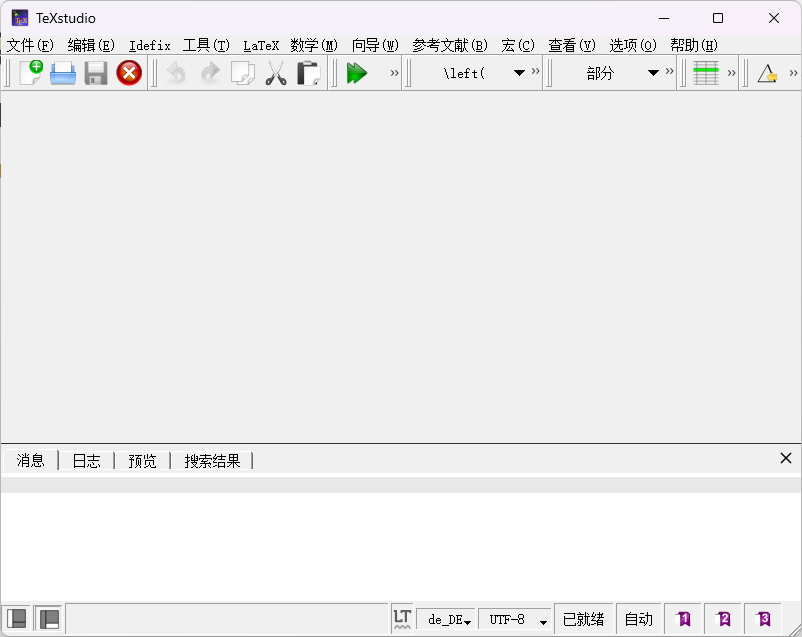 TeXstudio
文件(F) 编辑(E) Idefix 工具(T) LaTeX 数学(M) 向导(W) 参考文献(B) 宏(C) 查看(V) 选项(O) 帮助(H)
\left( 部分
消息 日志 预览 搜索结果
LT de_DE UTF-8 已就绪 自动 1 2 3